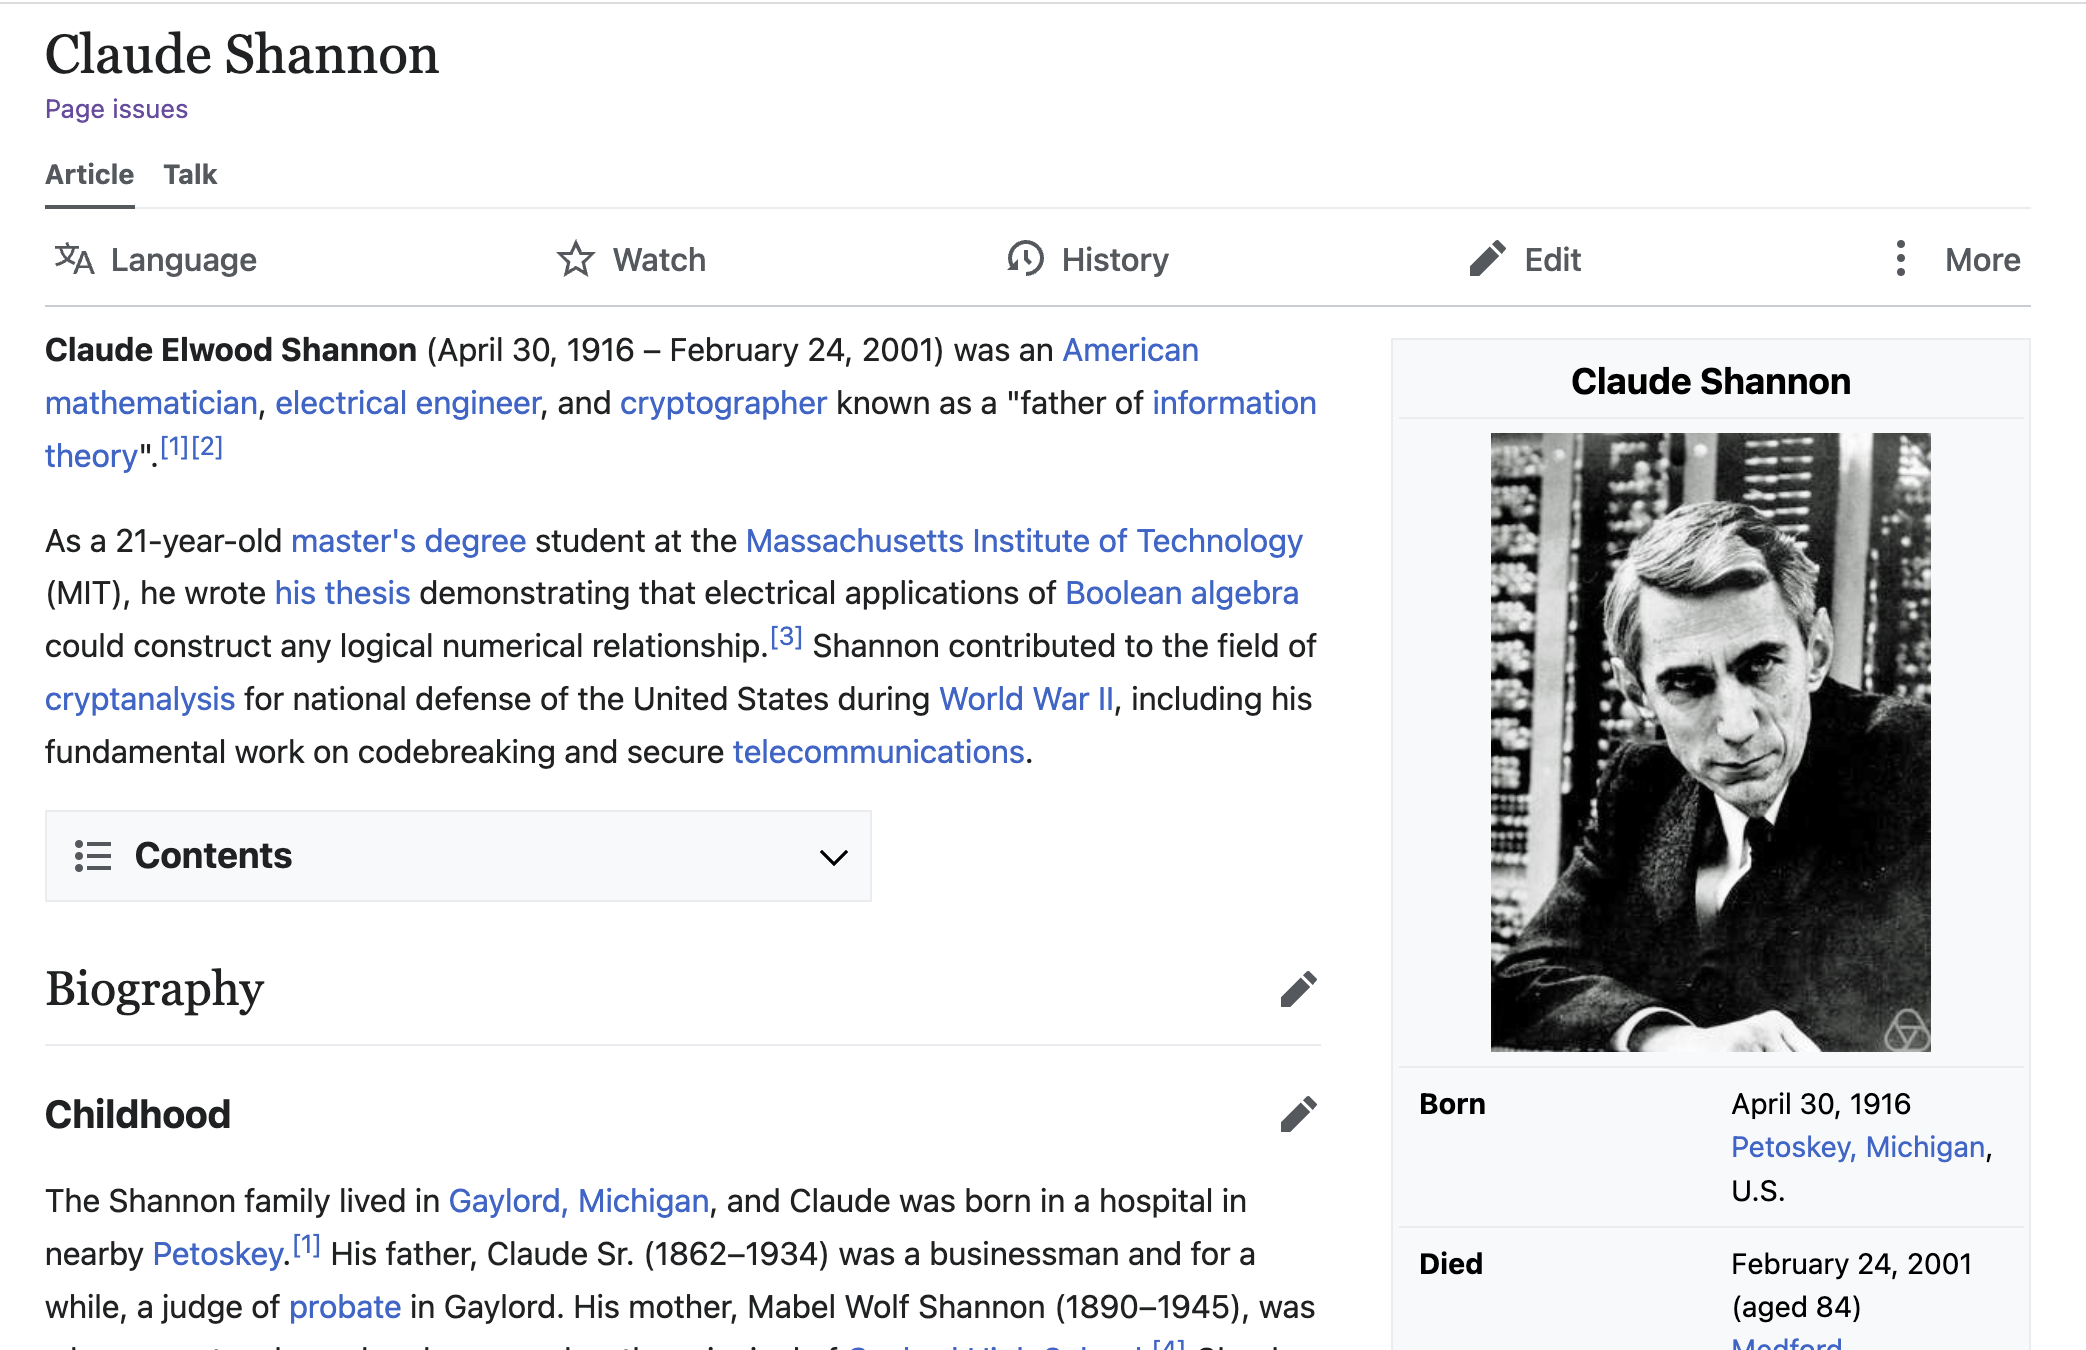 Claude Shannon
Page issues
Article Talk
Language Watch History Edit More
Claude Elwood Shannon (April 30, 1916 – February 24, 2001) was an American
mathematician, electrical engineer, and cryptographer known as a "father of information
theory".[1][2]
As a 21-year-old master's degree student at the Massachusetts Institute of Technology
(MIT), he wrote his thesis demonstrating that electrical applications of Boolean algebra
could construct any logical numerical relationship.[3] Shannon contributed to the field of
cryptanalysis for national defense of the United States during World War II, including his
fundamental work on codebreaking and secure telecommunications.
Contents
Biography
Childhood
The Shannon family lived in Gaylord, Michigan, and Claude was born in a hospital in
nearby Petoskey.[1] His father, Claude Sr. (1862–1934) was a businessman and for a
while, a judge of probate in Gaylord. His mother, Mabel Wolf Shannon (1890–1945), was
Claude Shannon
Born April 30, 1916
Petoskey, Michigan,
U.S.
Died February 24, 2001
(aged 84)
Medford